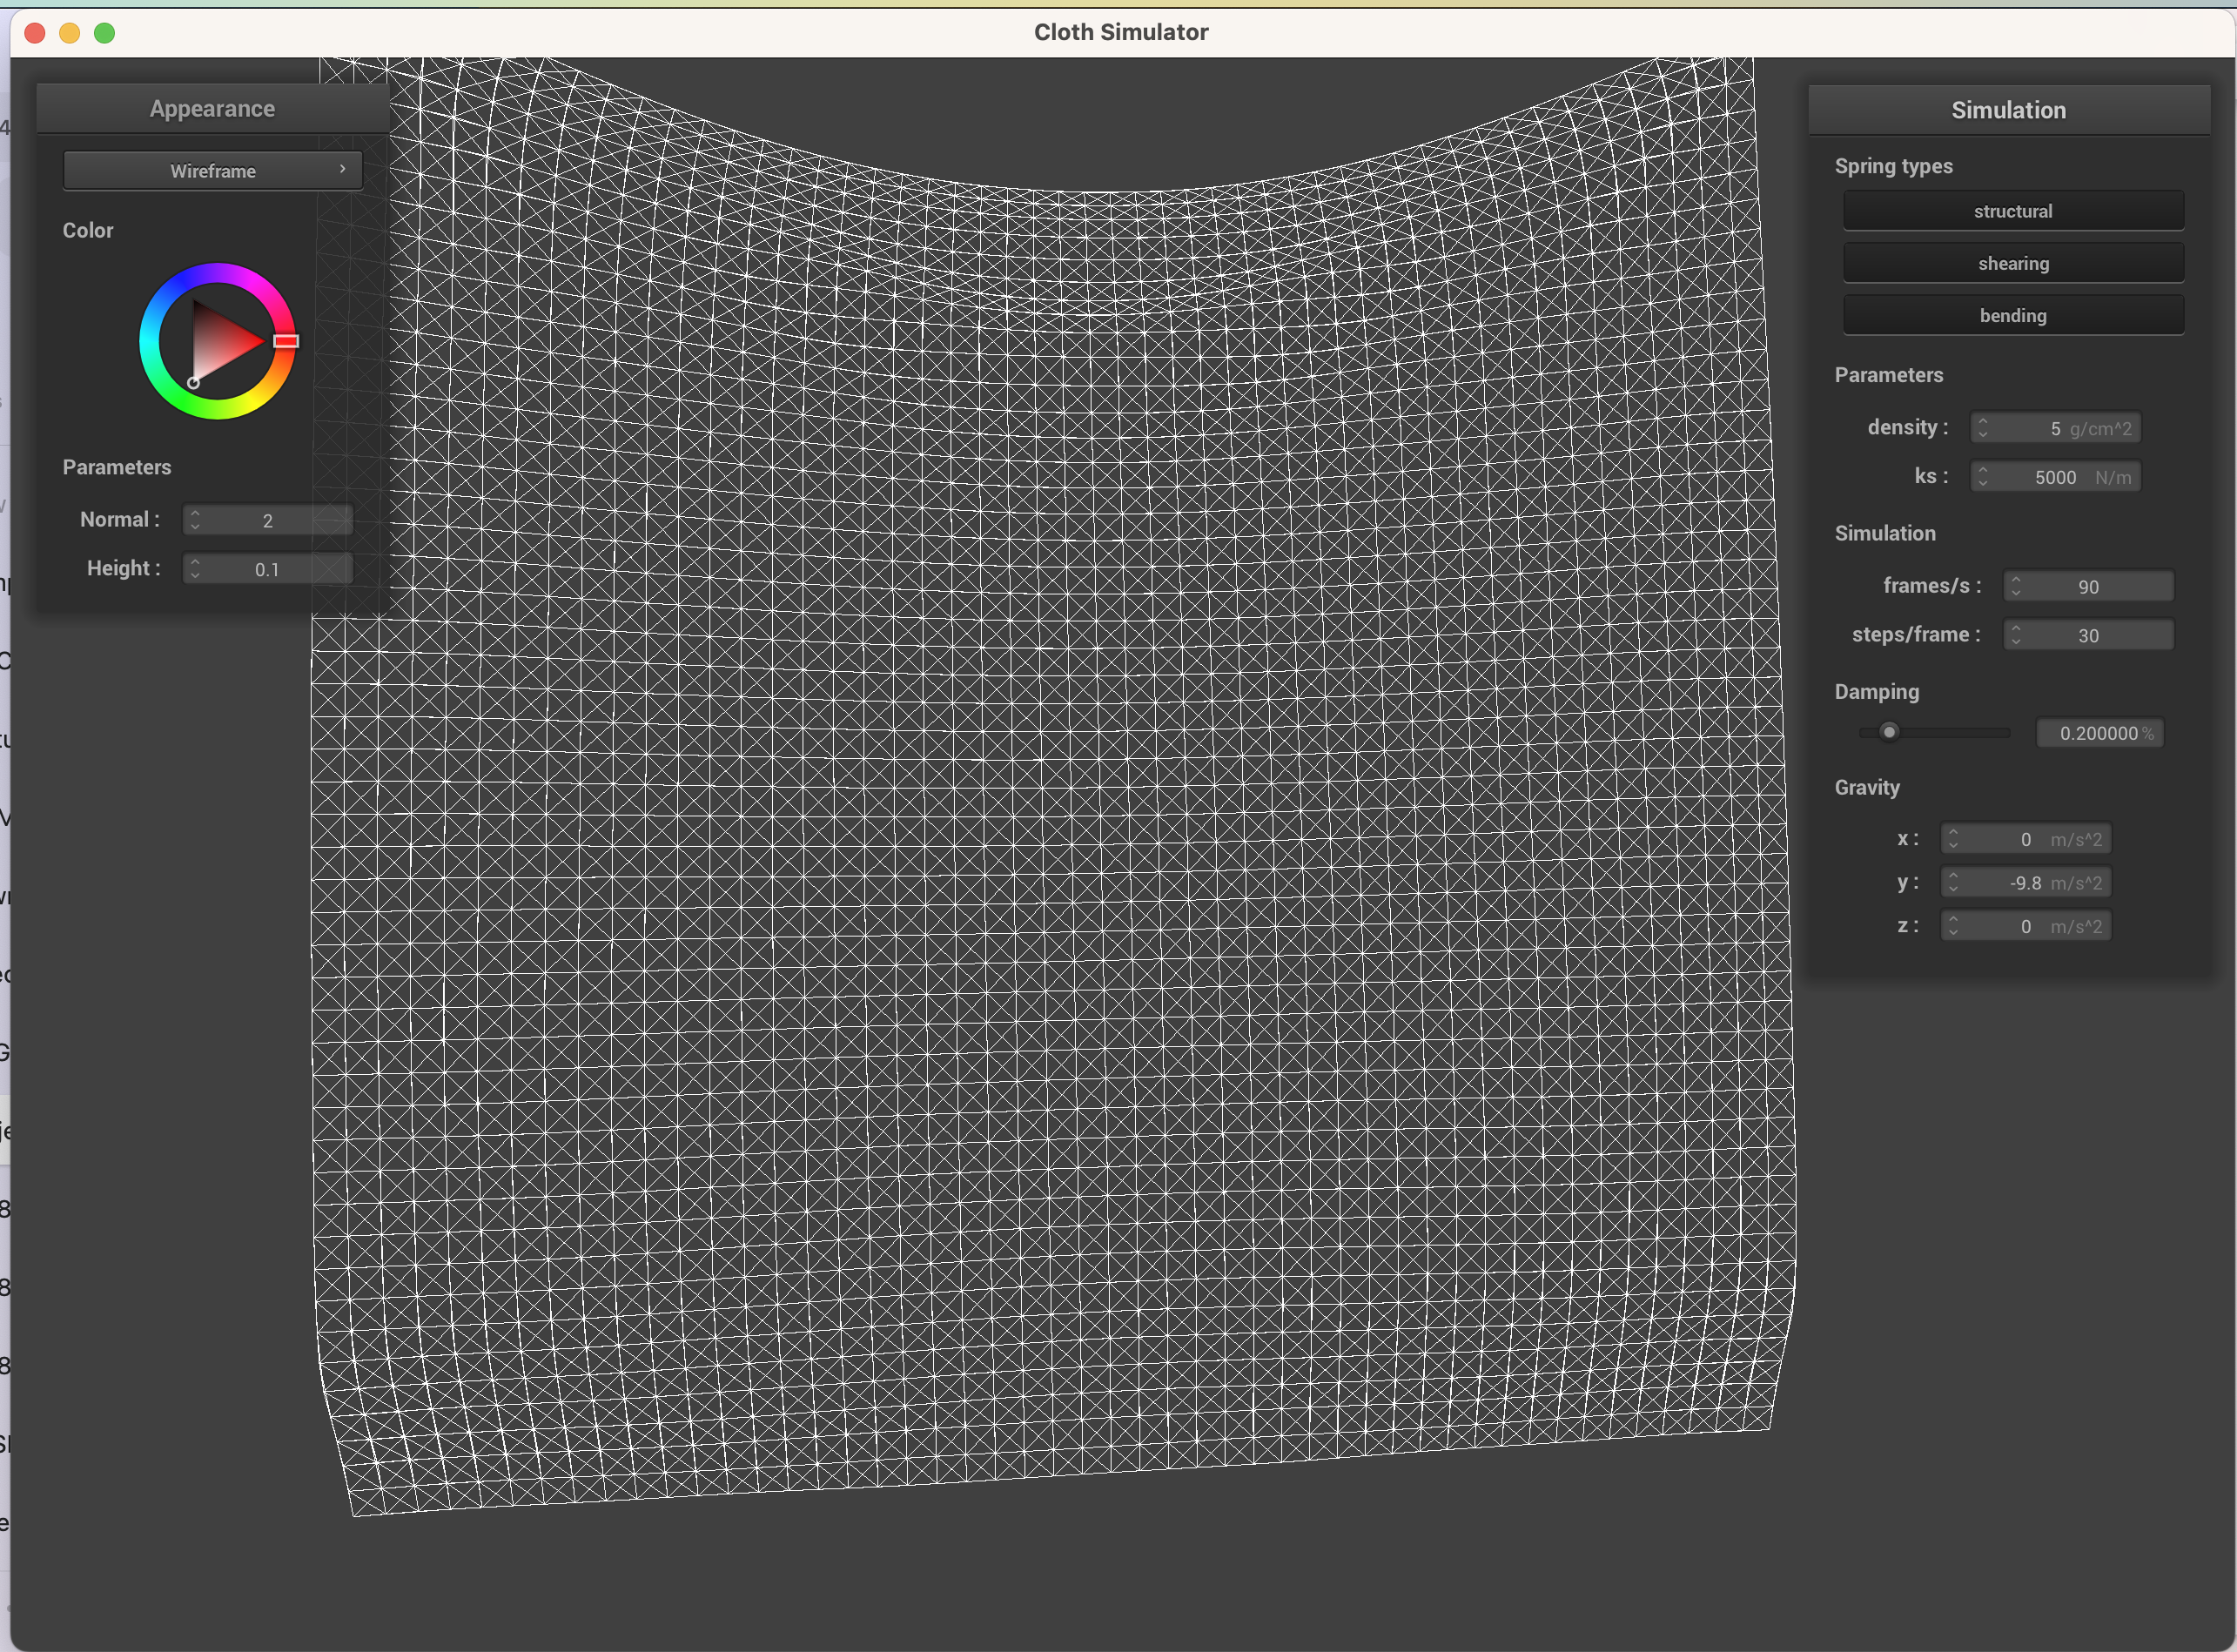 Cloth Simulator
Appearance
Wireframe
Color
Parameters
Normal : 2
Height : 0.1
Simulation
Spring types
structural
shearing
bending
Parameters
density : 5 g/cm^2
ks : 5000 N/m
Simulation
frames/s : 90
steps/frame : 30
Damping
0.200000 %
Gravity
x : 0 m/s^2
y : -9.8 m/s^2
z : 0 m/s^2